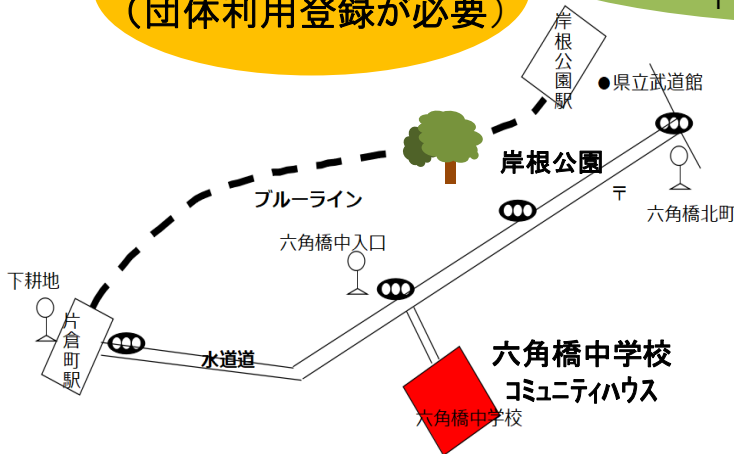 （団体利用登録が必要）
岸根公園駅
●県立武道館
岸根公園
〒
六角橋北町
ブルーライン
六角橋中入口
下耕地
片倉町駅
水道道
六角橋中学校
コミュニティハウス
六角橋中学校